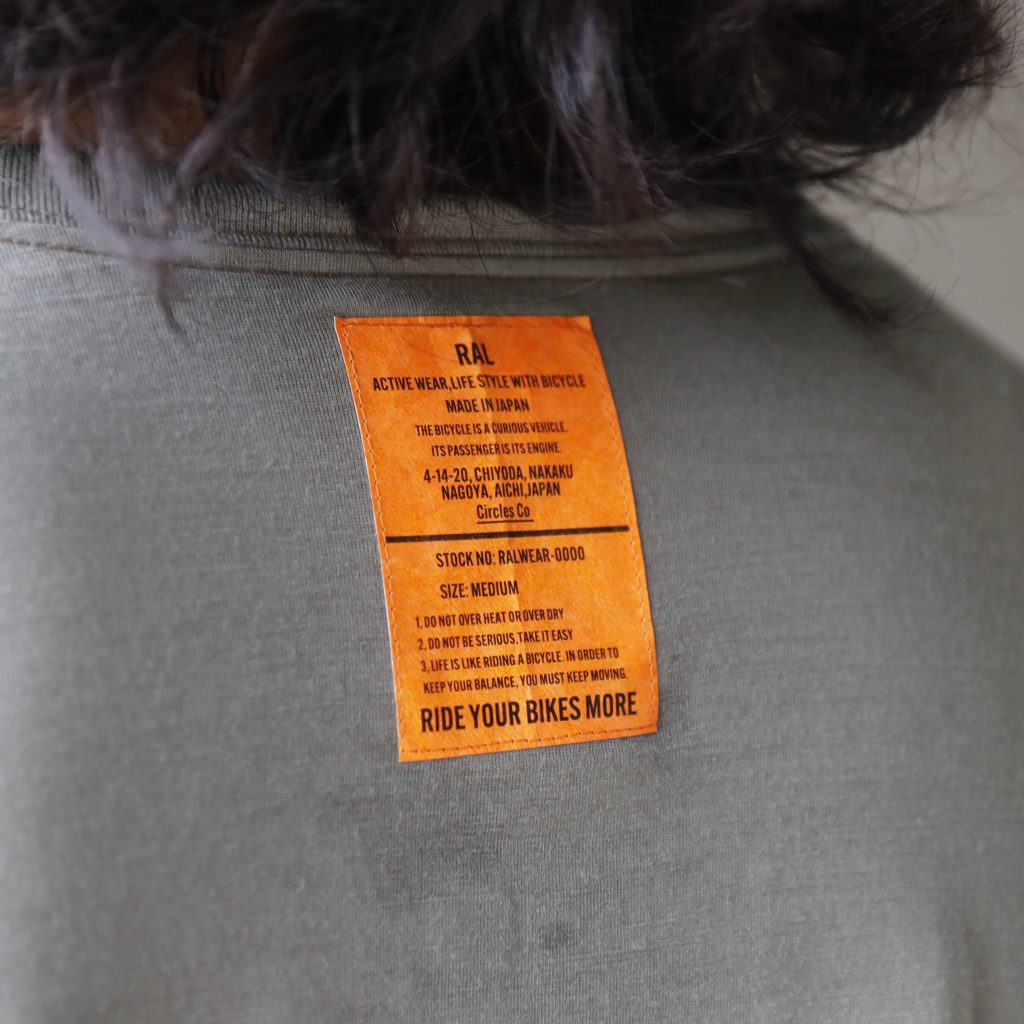 RAL
ACTIVE WEAR, LIFE STYLE WITH BICYCLE
MADE IN JAPAN
THE BICYCLE IS A CURIOUS VEHICLE.
ITS PASSENGER IS ITS ENGINE.
4-14-20, CHIYODA, NAKAKU
NAGOYA, AICHI,JAPAN
Circles Co
STOCK NO: RALWEAR-0000
SIZE: MEDIUM
1, DO NOT OVER HEAT OR OVER DRY
2, DO NOT BE SERIOUS,TAKE IT EASY
3, LIFE IS LIKE RIDING A BICYCLE. IN ORDER TO
KEEP YOUR BALANCE, YOU MUST KEEP MOVING.
RIDE YOUR BIKES MORE